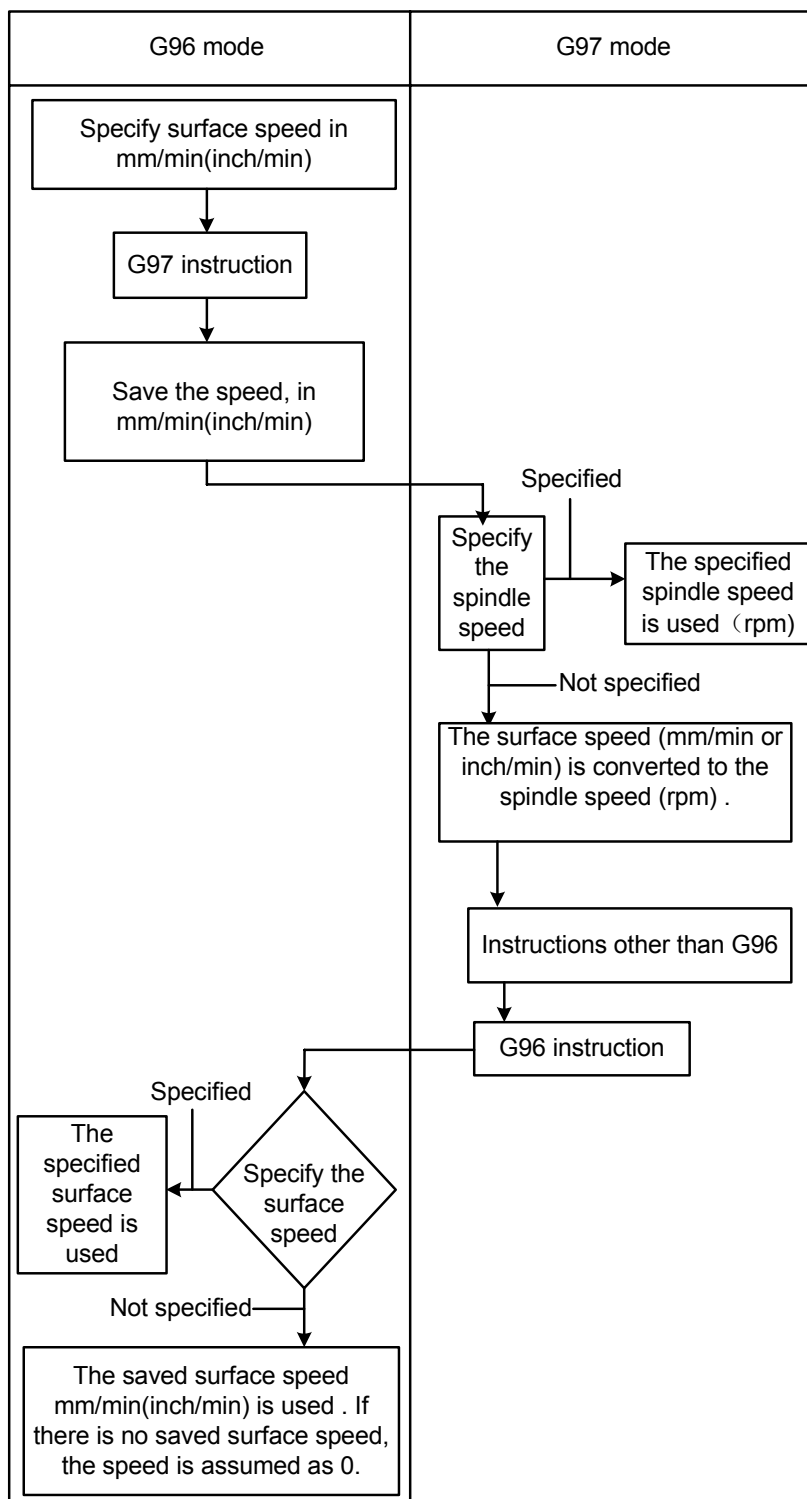 G96 mode
G97 mode
Specify surface speed in
mm/min(inch/min)
G97 instruction
Save the speed, in
mm/min(inch/min)
Specified
Specify
the
spindle
speed
The specified
spindle speed
is used（rpm)
Not specified
The surface speed (mm/min or
inch/min) is converted to the
spindle speed (rpm) .
Instructions other than G96
G96 instruction
Specified
The
specified
surface
speed is
used
Specify the
surface
speed
Not specified
The saved surface speed
mm/min(inch/min) is used . If
there is no saved surface speed,
the speed is assumed as 0.